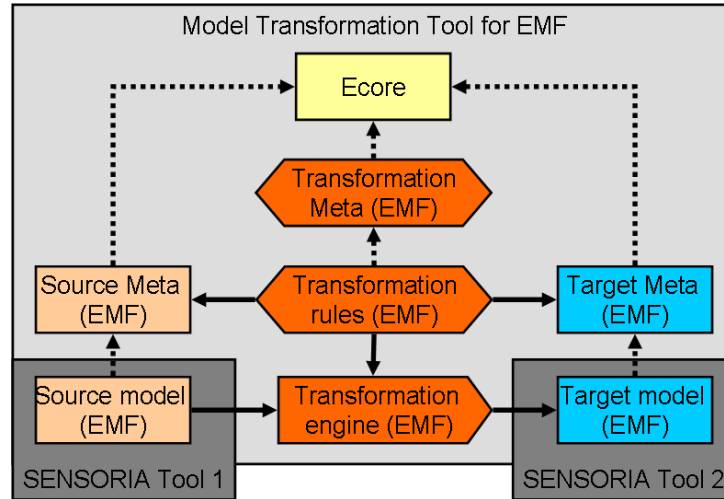 Model Transformation Tool for EMF
Ecore
Transformation
Meta (EMF)
Source Meta
(EMF)
Transformation
rules (EMF)
Target Meta
(EMF)
Source model
(EMF)
Transformation
engine (EMF)
Target model
(EMF)
SENSORIA Tool 1
SENSORIA Tool 2